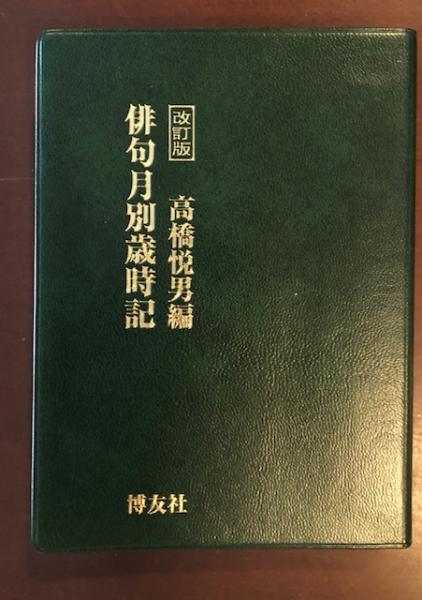 改訂版
俳句月別歳時記
高橋悦男編
博友社